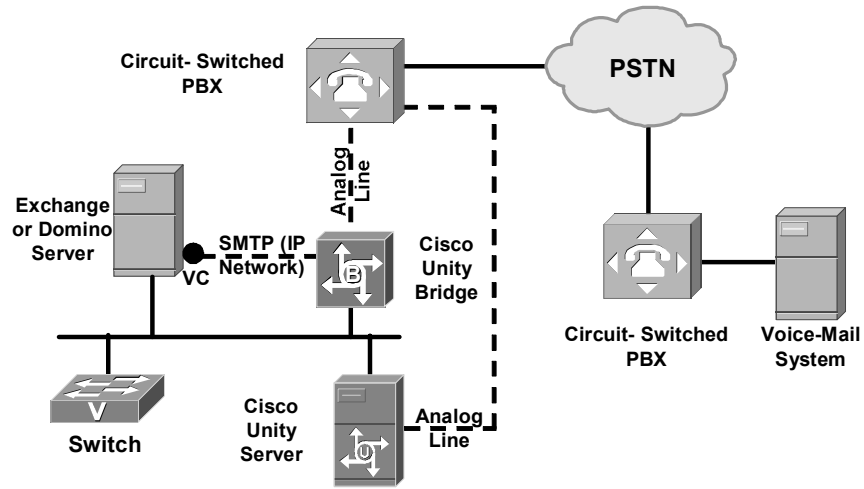 Circuit- Switched
PBX
PSTN
Analog
Line
Exchange
or Domino
Server
VC
SMTP (IP
Network)
B
Cisco
Unity
Bridge
Circuit- Switched
PBX
Voice-Mail
System
V
Switch
Cisco
Unity
Server
U
Analog
Line